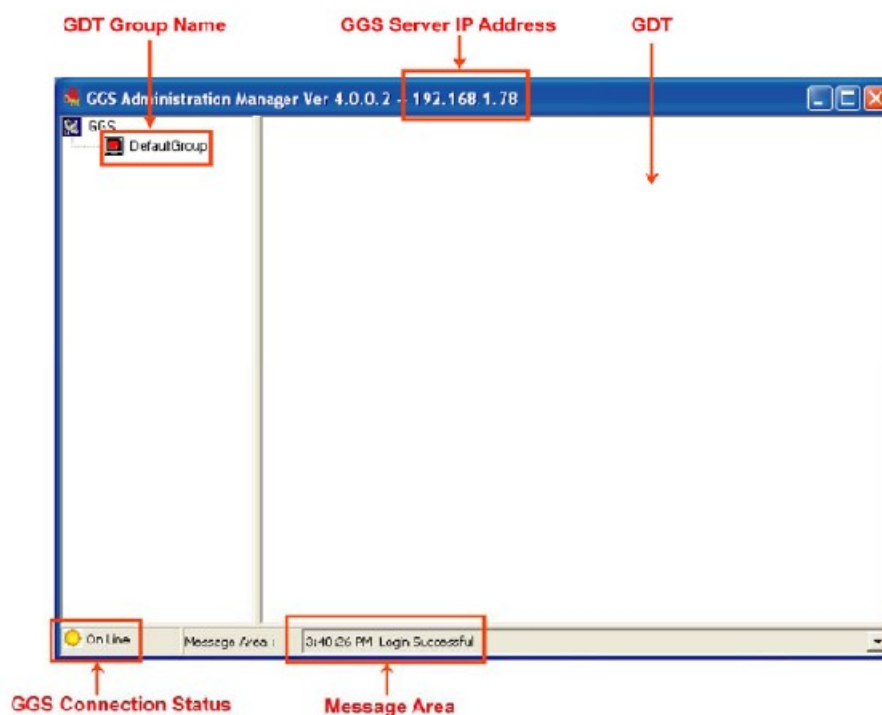 GDT Group Name GGS Server IP Address GDT
GGS Administration Manager Ver 4.0.0.2 -- 192.168.1.78
GGS
DefaultGroup
On Line Message Area : 3:40:26 PM Login Successful
GGS Connection Status Message Area